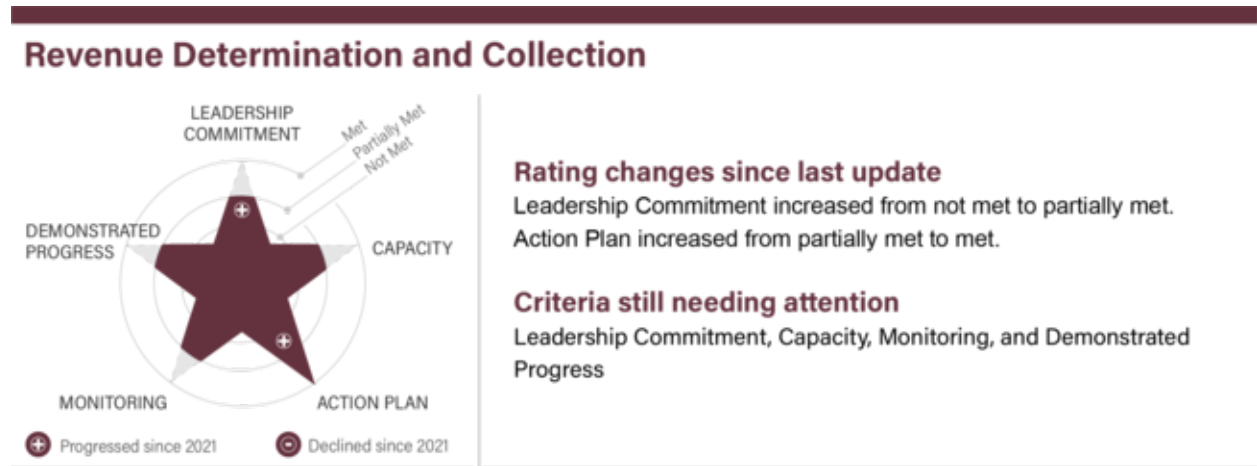 Revenue Determination and Collection
LEADERSHIP
COMMITMENT
Met
Partially Met
Not Met
DEMONSTRATED
PROGRESS
CAPACITY
MONITORING
ACTION PLAN
Progressed since 2021
Declined since 2021
Rating changes since last update
Leadership Commitment increased from not met to partially met.
Action Plan increased from partially met to met.
Criteria still needing attention
Leadership Commitment, Capacity, Monitoring, and Demonstrated
Progress